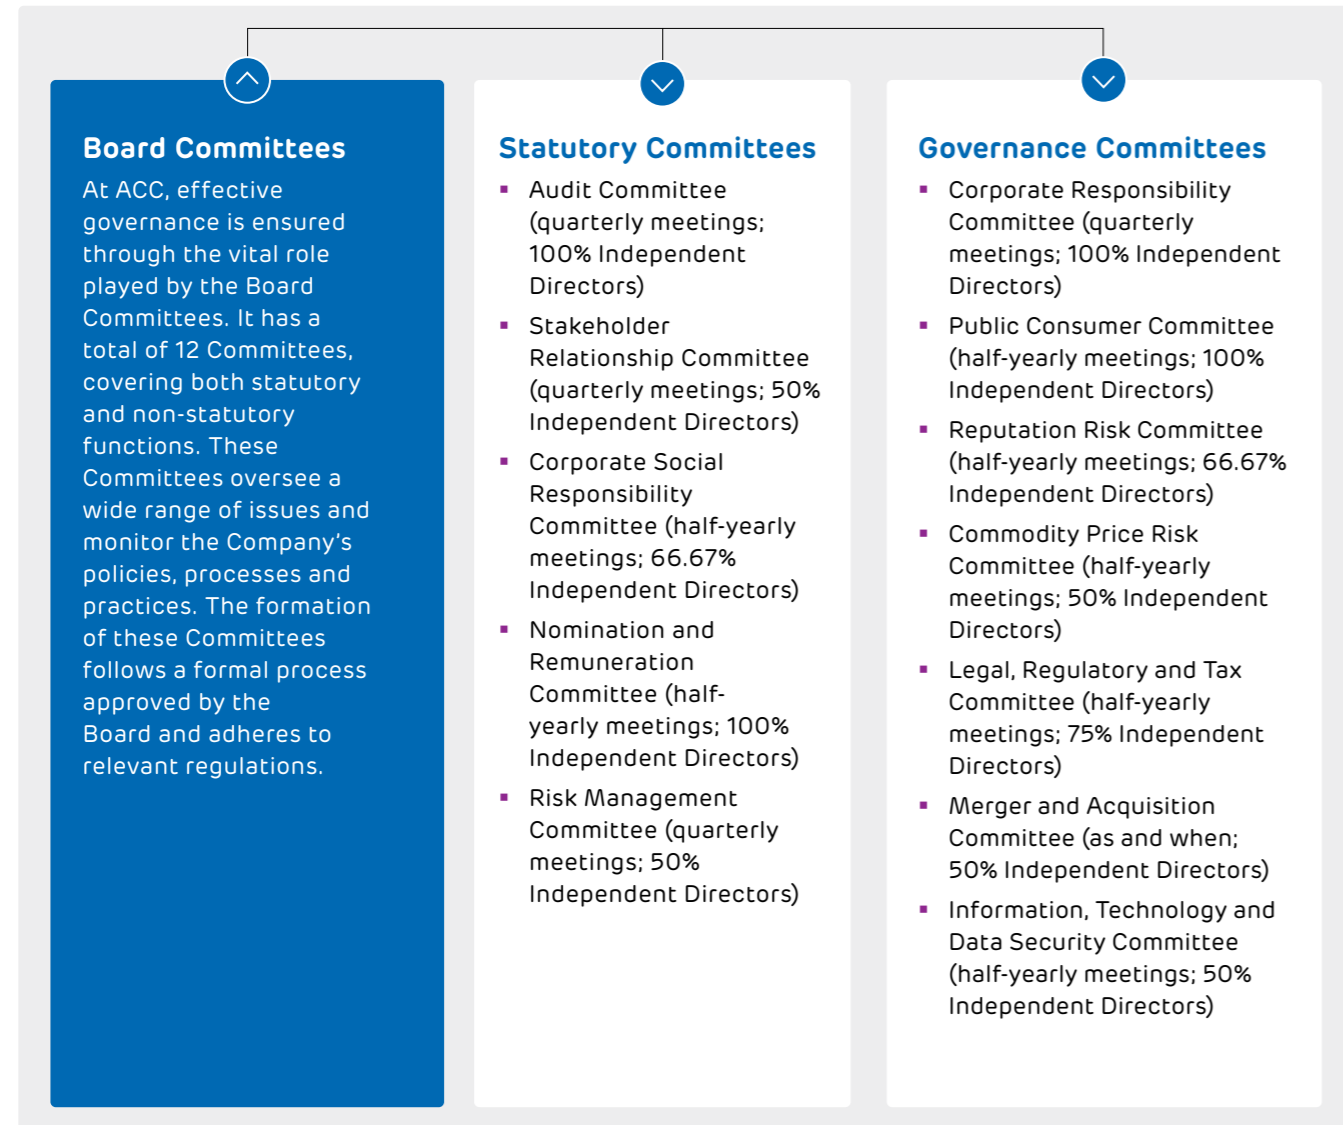 Board Committees
At ACC, effective
governance is ensured
through the vital role
played by the Board
Committees. It has a
total of 12 Committees,
covering both statutory
and non-statutory
functions. These
Committees oversee a
wide range of issues and
monitor the Company's
policies, processes and
practices. The formation
of these Committees
follows a formal process
approved by the
Board and adheres to
relevant regulations.
Statutory Committees
▪ Audit Committee
(quarterly meetings;
100% Independent
Directors)
▪ Stakeholder
Relationship Committee
(quarterly meetings; 50%
Independent Directors)
▪ Corporate Social
Responsibility
Committee (half-yearly
meetings; 66.67%
Independent Directors)
▪ Nomination and
Remuneration
Committee (half-
yearly meetings; 100%
Independent Directors)
▪ Risk Management
Committee (quarterly
meetings; 50%
Independent Directors)
Governance Committees
▪ Corporate Responsibility
Committee (quarterly
meetings; 100% Independent
Directors)
▪ Public Consumer Committee
(half-yearly meetings; 100%
Independent Directors)
▪ Reputation Risk Committee
(half-yearly meetings; 66.67%
Independent Directors)
▪ Commodity Price Risk
Committee (half-yearly
meetings; 50% Independent
Directors)
▪ Legal, Regulatory and Tax
Committee (half-yearly
meetings; 75% Independent
Directors)
▪ Merger and Acquisition
Committee (as and when;
50% Independent Directors)
▪ Information, Technology and
Data Security Committee
(half-yearly meetings; 50%
Independent Directors)